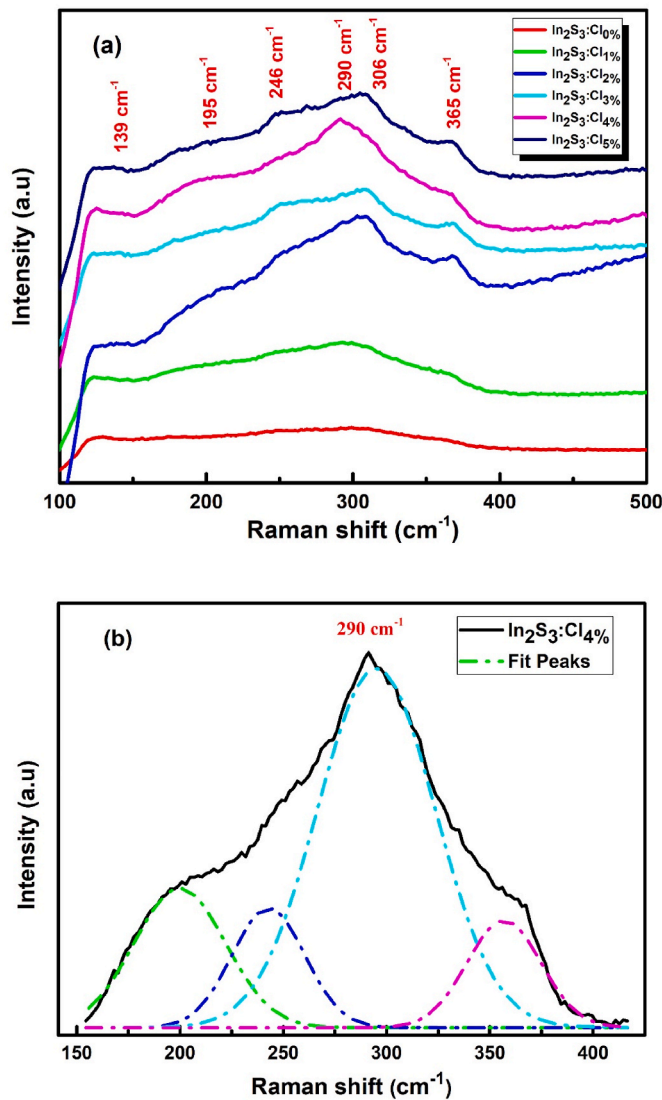 (a)
139 cm-1
195 cm-1
246 cm-1
290 cm-1
306 cm-1
365 cm-1
In2S3:Cl0%
In2S3:Cl1%
In2S3:Cl2%
In2S3:Cl3%
In2S3:Cl4%
In2S3:Cl5%
Intensity (a.u)
100 200 300 400 500
Raman shift (cm-1)
(b)
290 cm-1
In2S3:Cl4%
Fit Peaks
Intensity (a.u)
150 200 250 300 350 400
Raman shift (cm-1)